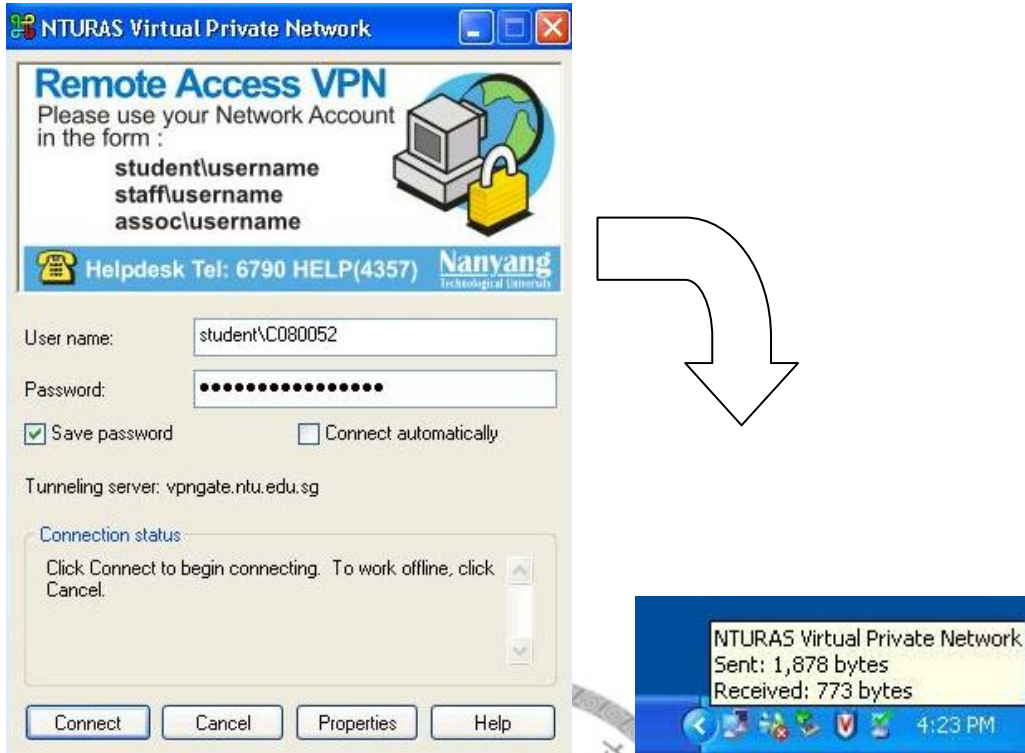 NTURAS Virtual Private Network
Remote Access VPN
Please use your Network Account
in the form :
student\username
staff\username
assoc\username
Helpdesk Tel: 6790 HELP(4357)
Nanyang
Technological University
User name:
student\C080052
Password:
Save password
Connect automatically
Tunneling server: vpngate.ntu.edu.sg
Connection status
Click Connect to begin connecting. To work offline, click
Cancel.
Connect
Cancel
Properties
Help
NTURAS Virtual Private Network
Sent: 1,878 bytes
Received: 773 bytes
4:23 PM